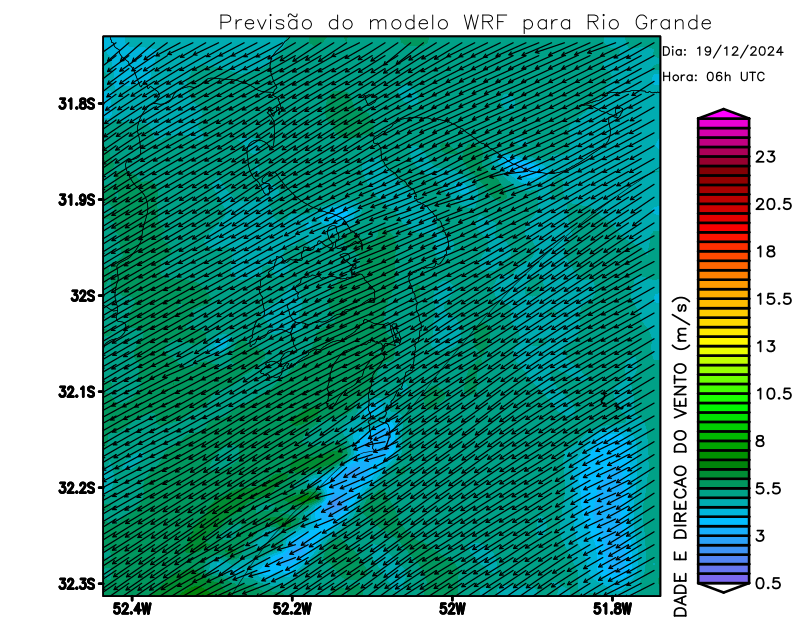 Previsão do modelo WRF para Rio Grande
Dia: 19/12/2024
Hora: 06h UTC
31.8S
31.9S
32S
32.1S
32.2S
32.3S
52.4W
52.2W
52W
51.8W
23
20.5
18
15.5
13
10.5
8
5.5
3
0.5
DADE E DIRECAO DO VENTO (m/s)